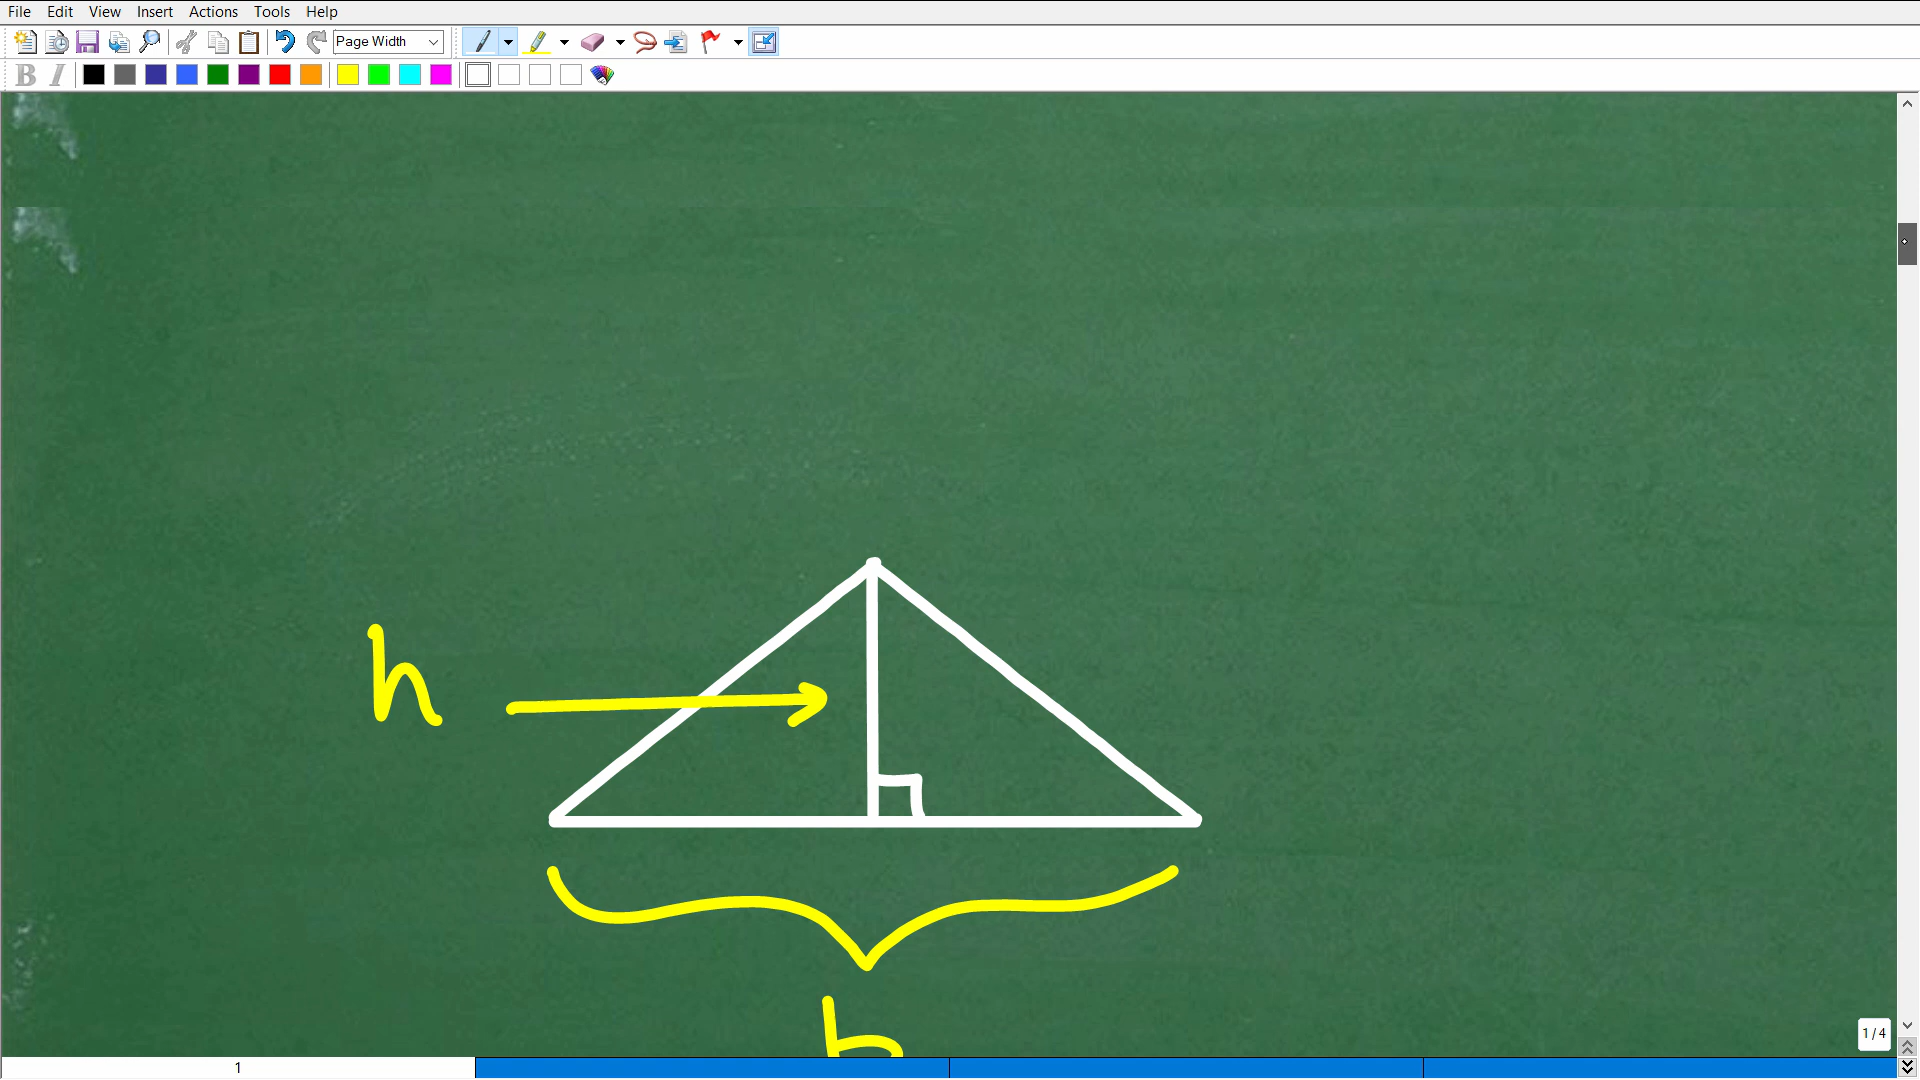 File Edit View Insert Actions Tools Help
Page Width
B I
h
b
1 / 4
1